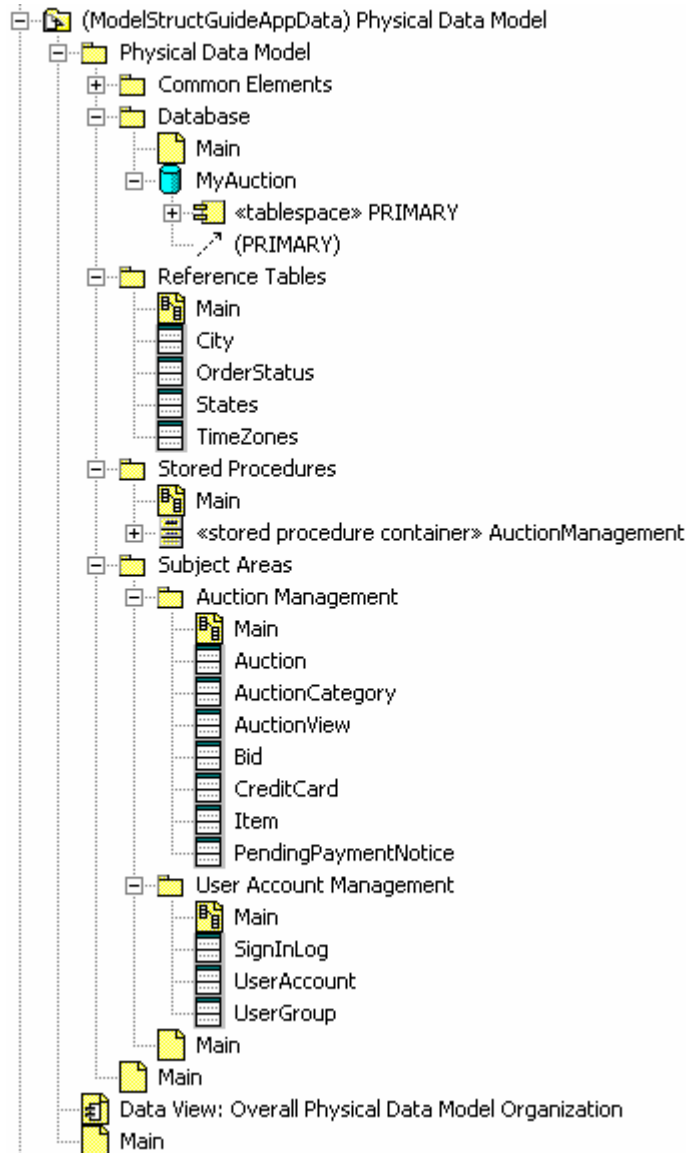 (ModelStructGuideAppData) Physical Data Model
Physical Data Model
Common Elements
Database
Main
MyAuction
«tablespace» PRIMARY
(PRIMARY)
Reference Tables
Main
City
OrderStatus
States
TimeZones
Stored Procedures
Main
«stored procedure container» AuctionManagement
Subject Areas
Auction Management
Main
Auction
AuctionCategory
AuctionView
Bid
CreditCard
Item
PendingPaymentNotice
User Account Management
Main
SignInLog
UserAccount
UserGroup
Main
Main
Data View: Overall Physical Data Model Organization
Main